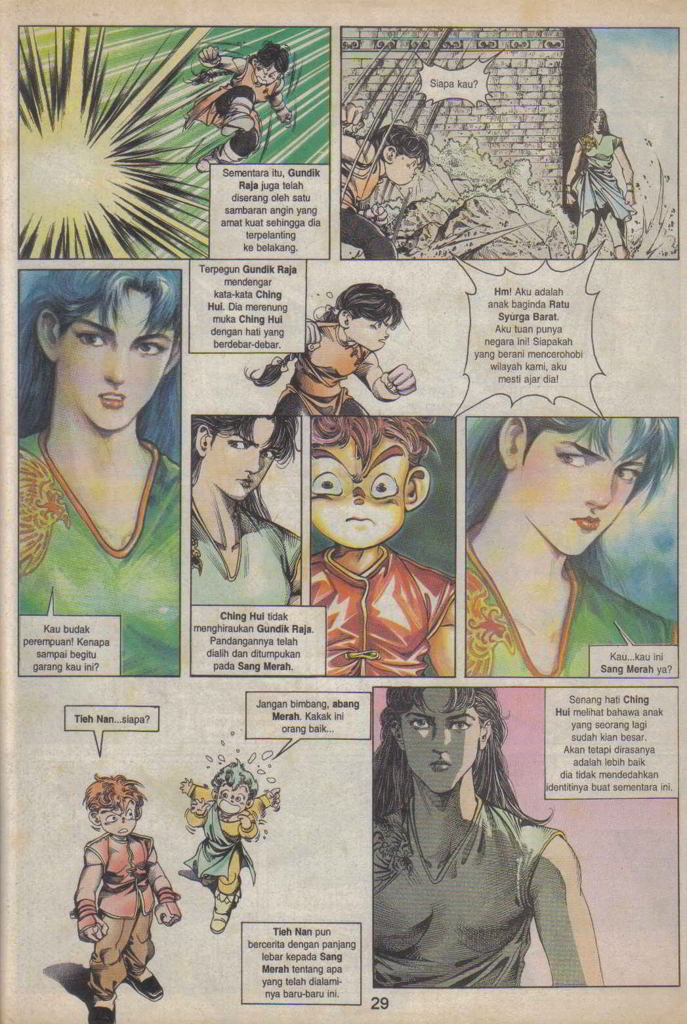 Sementara itu, Gundik
Raja juga telah
diserang oleh satu
sambaran angin yang
amat kuat sehingga dia
terpelanting
ke belakang.
Siapa kau?
Terpegun Gundik Raja
mendengar
kata-kata Ching
Hui. Dia merenung
muka Ching Hui
dengan hati yang
berdebar-debar.
Hm! Aku adalah
anak baginda Ratu
Syurga Barat.
Aku tuan punya
negara ini! Siapakah
yang berani mencerohobi
wilayah kami, aku
mesti ajar dia!
Kau budak
perempuan! Kenapa
sampai begitu
garang kau ini?
Ching Hui tidak
menghiraukan Gundik Raja.
Pandangannya telah
dialih dan ditumpukan
pada Sang Merah.
Kau...kau ini
Sang Merah ya?
Tieh Nan...siapa?
Jangan bimbang, abang
Merah. Kakak ini
orang baik...
Senang hati Ching
Hui melihat bahawa anak
yang seorang lagi
sudah kian besar.
Akan tetapi dirasanya
adalah lebih baik
dia tidak mendedahkan
identitinya buat sementara ini.
Tieh Nan pun
bercerita dengan panjang
lebar kepada Sang
Merah tentang apa
yang telah dialami-
nya baru-baru ini.
29